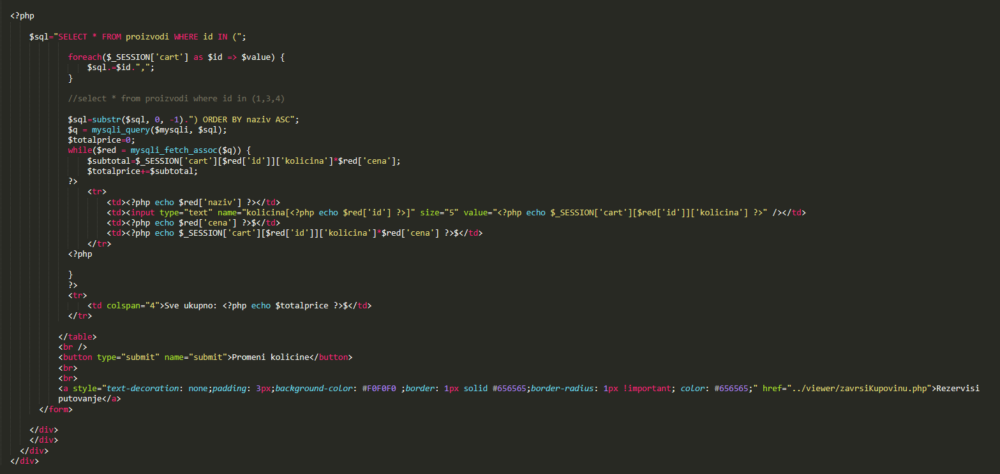 <?php
$sql="SELECT * FROM proizvodi WHERE id IN (";
foreach($_SESSION['cart'] as $id => $value) {
$sql.=$id.",";
}
//select * from proizvodi where id in (1,3,4)
$sql=substr($sql, 0, -1).") ORDER BY naziv ASC";
$q = mysqli_query($mysqli, $sql);
$totalprice=0;
while($red = mysqli_fetch_assoc($q)) {
$subtotal=$_SESSION['cart'][$red['id']]['kolicina']*$red['cena'];
$totalprice+=$subtotal;
?>
<tr>
<td><?php echo $red['naziv'] ?></td>
<td><input type="text" name="kolicina[<?php echo $red['id'] ?>]" size="5" value="<?php echo $_SESSION['cart'][$red['id']]['kolicina'] ?>" /></td>
<td><?php echo $red['cena'] ?>$</td>
<td><?php echo $_SESSION['cart'][$red['id']]['kolicina']*$red['cena'] ?>$</td>
</tr>
<?php
}
?>
<tr>
<td colspan="4">Sve ukupno: <?php echo $totalprice ?>$</td>
</tr>
</table>
<br />
<button type="submit" name="submit">Promeni kolicine</button>
<br>
<br>
<a style="text-decoration: none;padding: 3px;background-color: #F0F0F0 ;border: 1px solid #656565;border-radius: 1px !important; color: #656565;" href="../viewer/zavrsiKupovinu.php">Rezervisi
putovanje</a>
</form>
</div>
</div>
</div>
</div>